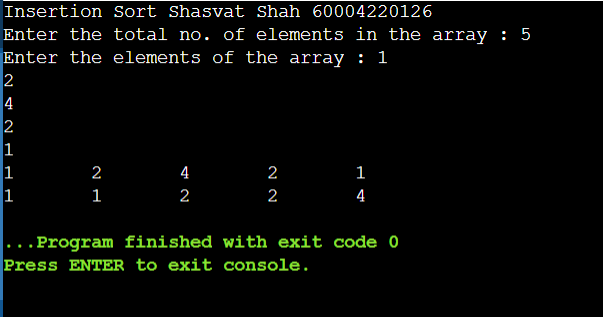 Insertion Sort Shasvat Shah 60004220126
Enter the total no. of elements in the array : 5
Enter the elements of the array : 1
2
4
2
1
1 2 4 2 1
1 1 2 2 4
...Program finished with exit code 0
Press ENTER to exit console.